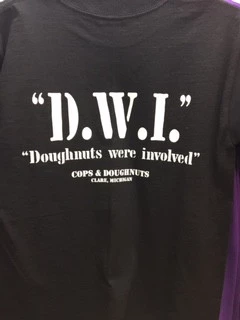 “D.W.I.”
“Doughnuts were involved”
COPS & DOUGHNUTS
CLARE, MICHIGAN